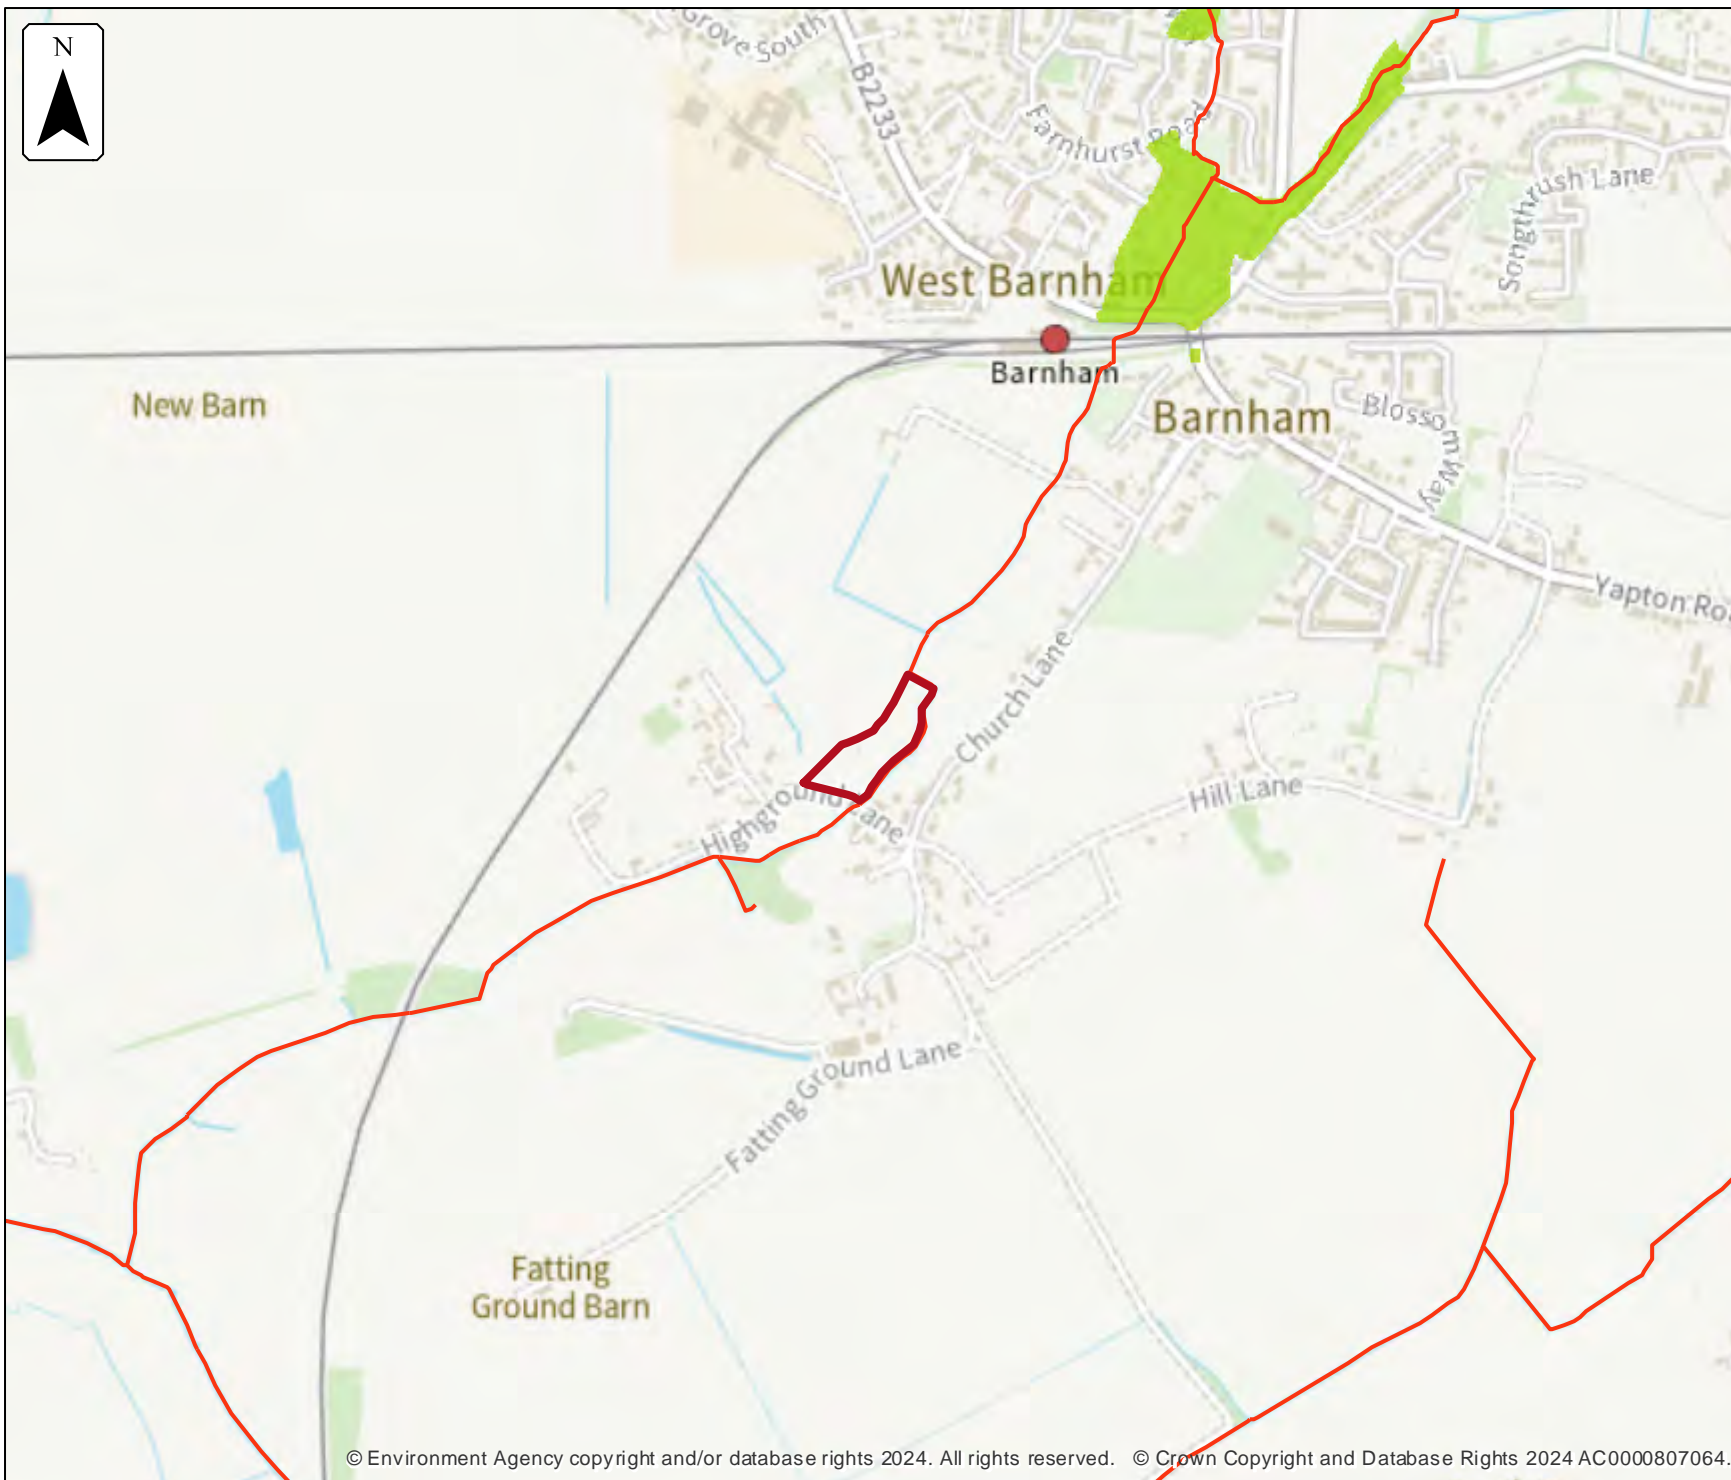 N
Grove South
B2233
Farnhurst Road
Songthrush Lane
West Barnham
Barnham
New Barn
Barnham
Blossom Way
Yapton Ro
Church Lane
Hill Lane
Highground Lane
Fatting Ground Lane
Fatting
Ground Barn
© Environment Agency copyright and/or database rights 2024. All rights reserved. © Crown Copyright and Database Rights 2024 AC0000807064.